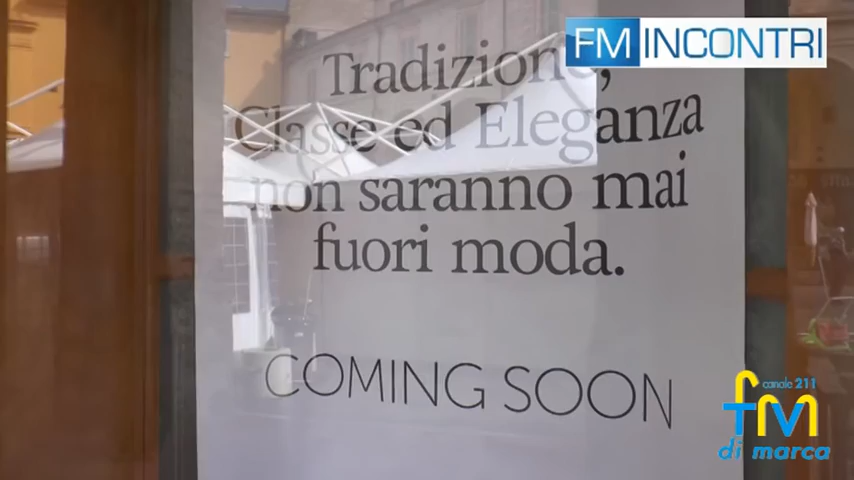 FM INCONTRI
Tradizione,
Classe ed Eleganza
non saranno mai
fuori moda.
COMING SOON
canale 211
fm
di marca